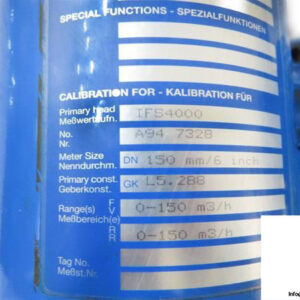 SPECIAL FUNCTIONS - SPEZIALFUNKTIONEN
CALIBRATION FOR - KALIBRATION FÜR
Primary head
Meßwertaufn.
IFS4000
No.
Nr.
A94 7328
Meter Size
Nenndurchm.
DN 150 mm/6 inch
Primary const.
Geberkonst.
GK L5.288
Range(s)
Meßbereich(e)
F
V
0-150 m3/h
R
R
0-150 m3/h
Tag No.
Meßst.Nr.